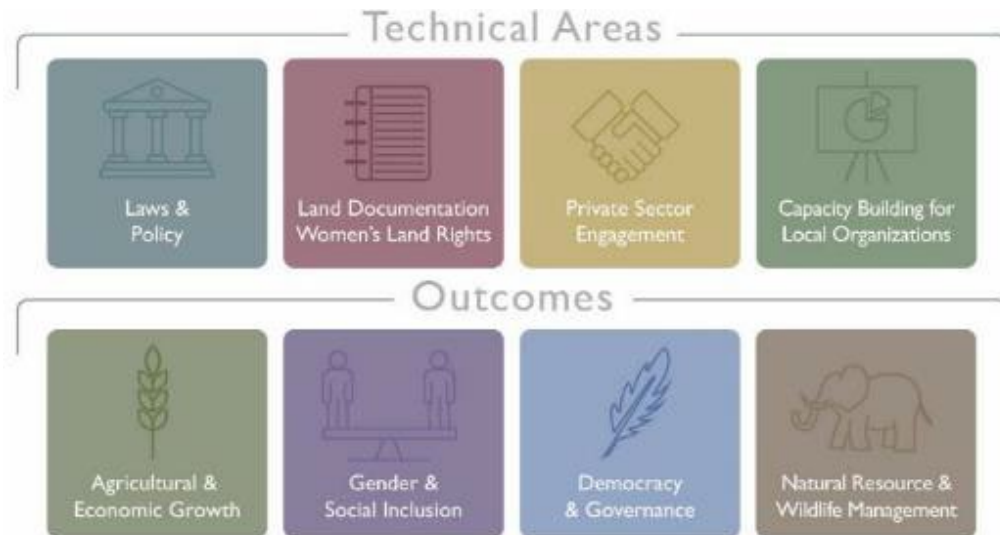 Technical Areas
Laws &
Policy
Land Documentation
Women's Land Rights
Private Sector
Engagement
Capacity Building for
Local Organizations
Outcomes
Agricultural &
Economic Growth
Gender &
Social Inclusion
Democracy
& Governance
Natural Resource &
Wildlife Management